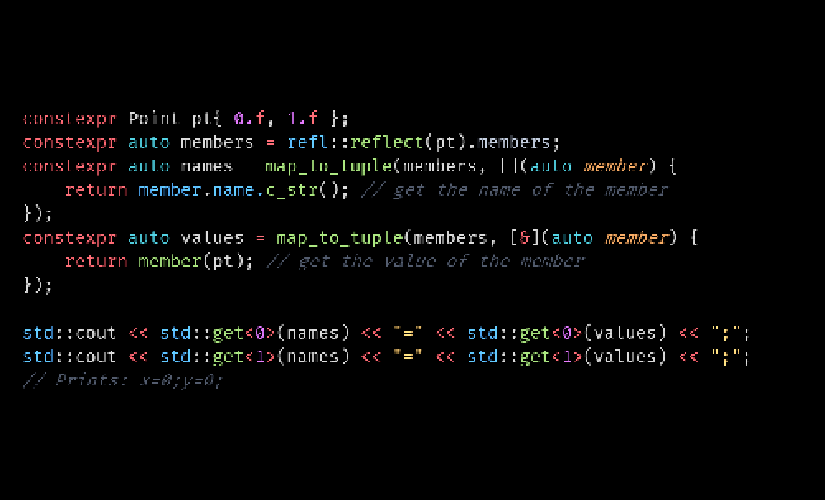 constexpr Point pt{ 0.f, 1.f };
constexpr auto members = refl::reflect(pt).members;
constexpr auto names = map_to_tuple(members, [](auto member) {
    return member.name.c_str(); // get the name of the member
});
constexpr auto values = map_to_tuple(members, [&](auto member) {
    return member(pt); // get the value of the member
});

std::cout << std::get<0>(names) << "=" << std::get<0>(values) << ";";
std::cout << std::get<1>(names) << "=" << std::get<1>(values) << ";";
// Prints: x=0;y=0;